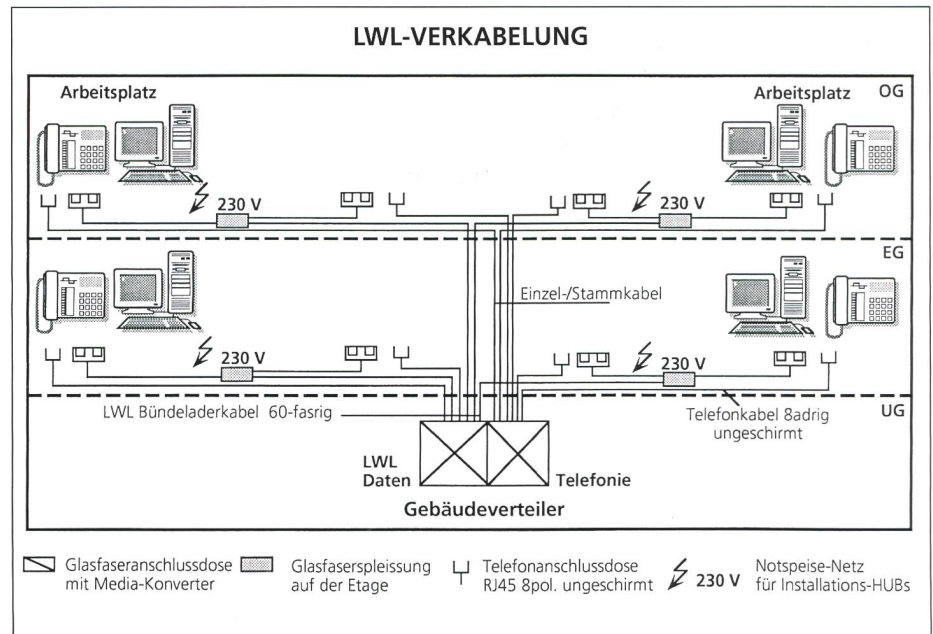 LWL-VERKABELUNG
Arbeitsplatz
Arbeitsplatz
OG
230 V
230 V
EG
Einzel-/Stammkabel
230 V
230 V
LWL Bündeladerkabel 60-fasrig
Telefonkabel 8adrig
ungeschirmt
UG
LWL
Daten
Telefonie
Gebäudeverteiler
Glasfaseranschlussdose
mit Media-Konverter
Glasfaserspleissung
auf der Etage
Telefonanschlussdose
RJ45 8pol. ungeschirmt
230 V
Notspeise-Netz
für Installations-HUBs